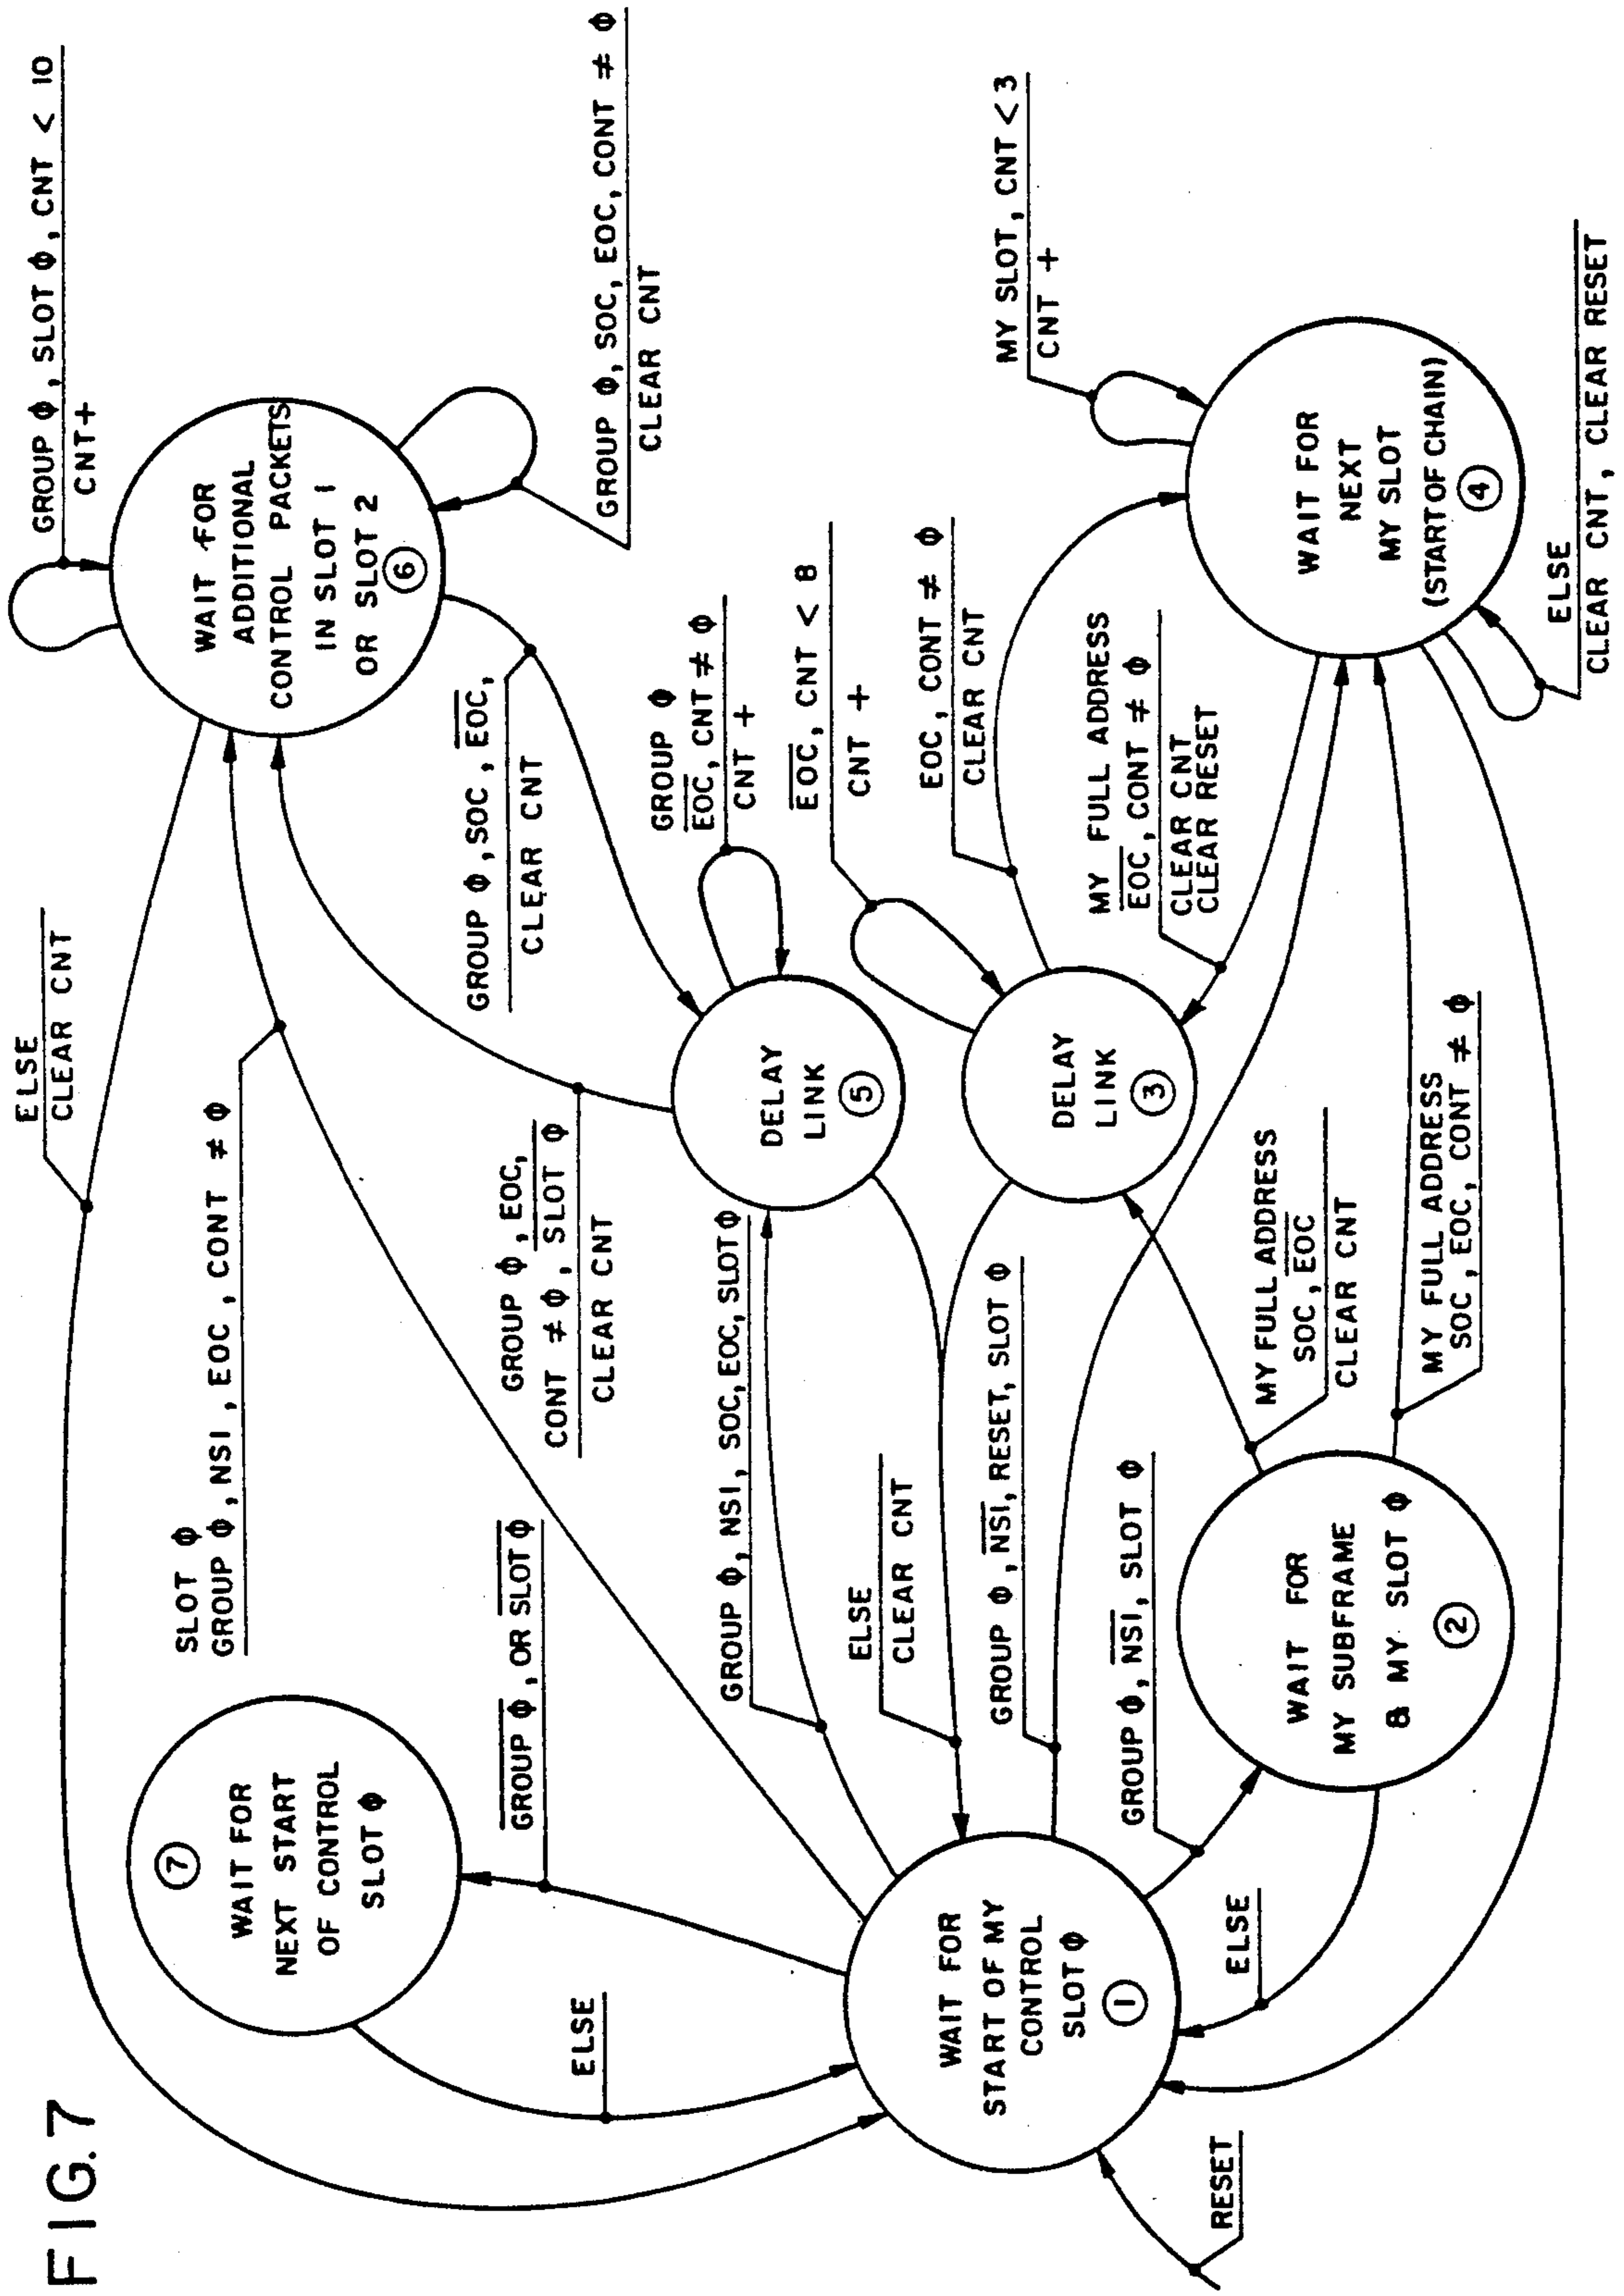 FIG.7
RESET
WAIT FOR
START OF MY
CONTROL
SLOT Φ
1
ELSE
WAIT FOR
NEXT START
OF CONTROL
SLOT Φ
7
GROUP Φ, OR SLOT Φ
ELSE
WAIT FOR
MY SUBFRAME
& MY SLOT Φ
2
GROUP Φ, NSI, SLOT Φ
GROUP Φ, NSI, RESET, SLOT Φ
ELSE
CLEAR CNT
GROUP Φ, NSI, SOC, EOC, SLOT Φ
SLOT Φ
GROUP Φ, NSI, EOC, CONT ≠ Φ
ELSE
CLEAR CNT
GROUP Φ, EOC,
CONT ≠ Φ, SLOT Φ
CLEAR CNT
DELAY
LINK
5
DELAY
LINK
3
MY FULL ADDRESS
SOC, EOC
CLEAR CNT
MY FULL ADDRESS
SOC, EOC, CONT ≠ Φ
GROUP Φ, SOC, EOC,
CLEAR CNT
GROUP Φ
EOC, CNT ≠ Φ
CNT +
EOC, CNT < 8
CNT +
EOC, CONT ≠ Φ
CLEAR CNT
MY FULL ADDRESS
EOC, CONT ≠ Φ
CLEAR CNT
CLEAR RESET
WAIT FOR
ADDITIONAL
CONTROL PACKETS
IN SLOT 1
OR SLOT 2
6
GROUP Φ, SLOT Φ, CNT < 10
CNT+
GROUP Φ, SOC, EOC, CONT ≠ Φ
CLEAR CNT
WAIT FOR
NEXT
MY SLOT
(START OF CHAIN)
4
MY SLOT, CNT < 3
CNT +
ELSE
CLEAR CNT, CLEAR RESET